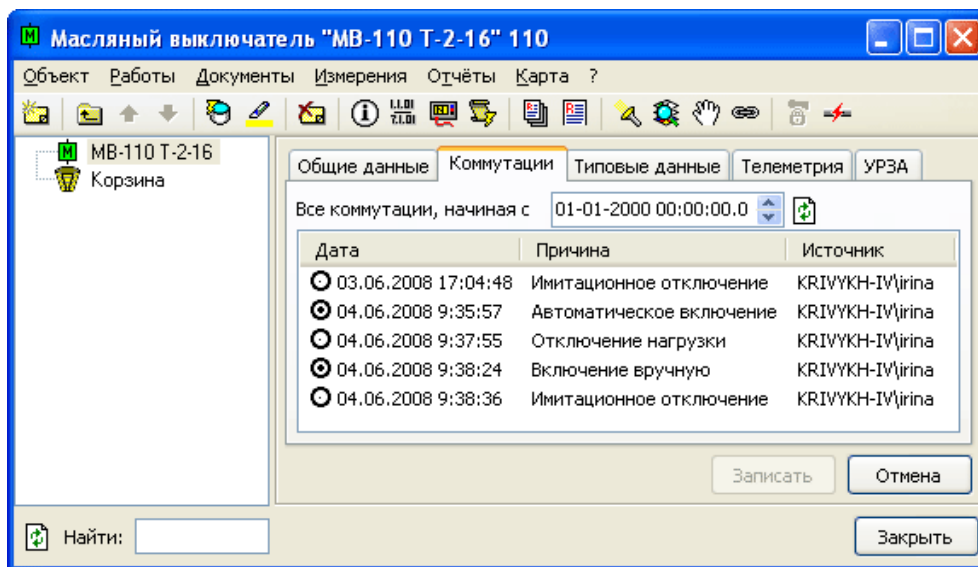 Масляный выключатель "МВ-110 Т-2-16" 110
Объект Работы Документы Измерения Отчёты Карта ?
МВ-110 Т-2-16
Корзина
Общие данные Коммутации Типовые данные Телеметрия УРЗА
Все коммутации, начиная с 01-01-2000 00:00:00.0
Дата Причина Источник
03.06.2008 17:04:48 Имитационное отключение KRIVYKH-IV\irina
04.06.2008 9:35:57 Автоматическое включение KRIVYKH-IV\irina
04.06.2008 9:37:55 Отключение нагрузки KRIVYKH-IV\irina
04.06.2008 9:38:24 Включение вручную KRIVYKH-IV\irina
04.06.2008 9:38:36 Имитационное отключение KRIVYKH-IV\irina
Записать Отмена
Найти: Закрыть